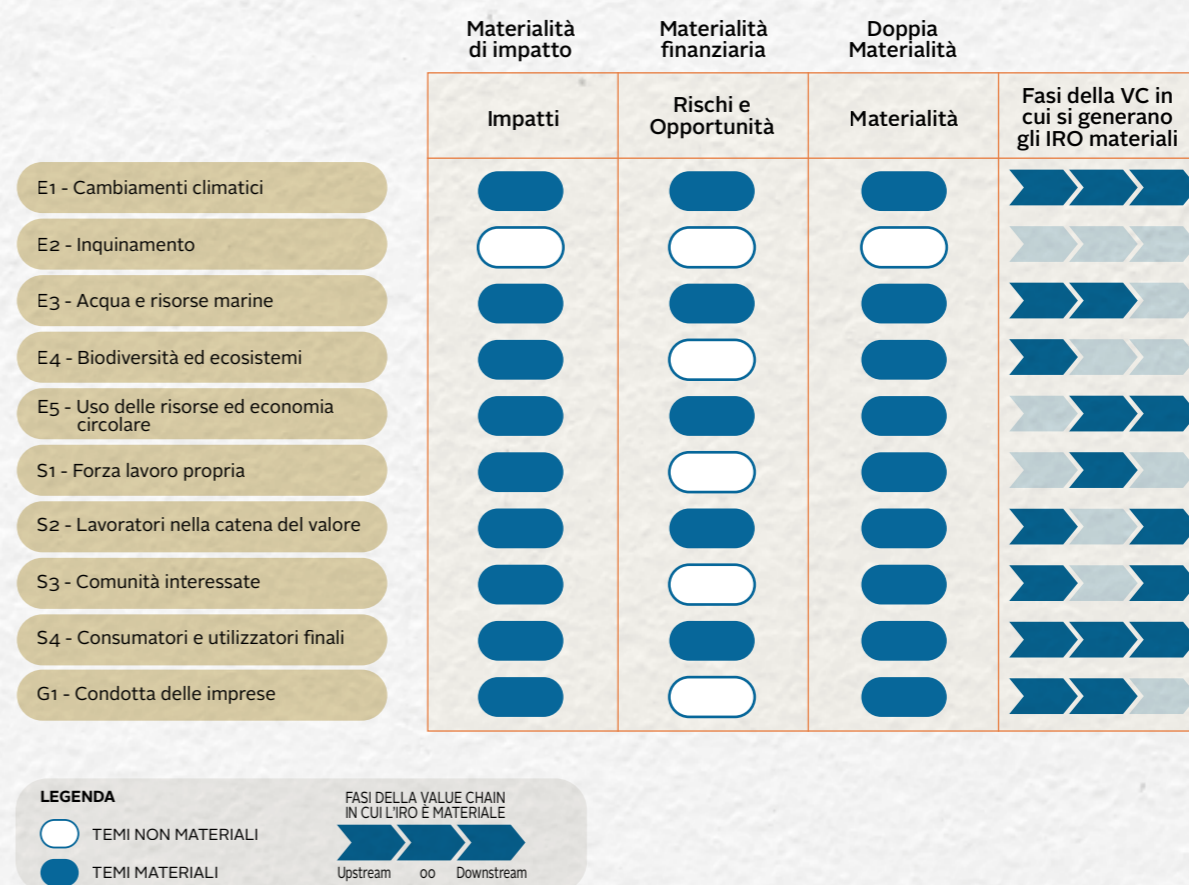 Materialità
di impatto
Materialità
finanziaria
Doppia
Materialità
Impatti
Rischi e
Opportunità
Materialità
Fasi della VC in
cui si generano
gli IRO materiali
E1 - Cambiamenti climatici
E2 - Inquinamento
E3 - Acqua e risorse marine
E4 - Biodiversità ed ecosistemi
E5 - Uso delle risorse ed economia
circolare
S1 - Forza lavoro propria
S2 - Lavoratori nella catena del valore
S3 - Comunità interessate
S4 - Consumatori e utilizzatori finali
G1 - Condotta delle imprese
LEGENDA
TEMI NON MATERIALI
TEMI MATERIALI
FASI DELLA VALUE CHAIN
IN CUI L'IRO È MATERIALE
Upstream oo Downstream